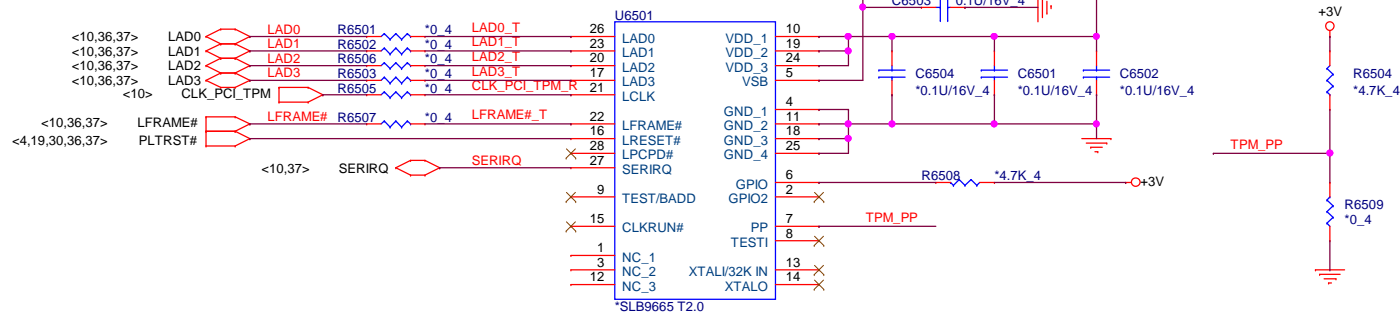 C6503 0.1U/16V_4
U6501
+3V
<10,36,37> LAD0 LAD0 R6501 *0_4 LAD0_T 26 LAD0 VDD_1 10
<10,36,37> LAD1 LAD1 R6502 *0_4 LAD1_T 23 LAD1 VDD_2 19
<10,36,37> LAD2 LAD2 R6506 *0_4 LAD2_T 20 LAD2 VDD_3 24
<10,36,37> LAD3 LAD3 R6503 *0_4 LAD3_T 17 LAD3 VSB 5
<10> CLK_PCI_TPM R6505 *0_4 CLK_PCI_TPM_R 21 LCLK
C6504 C6501 C6502
*0.1U/16V_4 *0.1U/16V_4 *0.1U/16V_4
R6504
*4.7K_4
GND_1 4
<10,36,37> LFRAME# LFRAME# R6507 *0_4 LFRAME#_T 22 LFRAME# GND_2 11
<4,19,30,36,37> PLTRST# 16 LRESET# GND_3 18
28 LPCPD# GND_4 25
TPM_PP
<10,37> SERIRQ SERIRQ 27 SERIRQ
GPIO 6 R6508 *4.7K_4 +3V
9 TEST/BADD GPIO2 2
R6509
*0_4
15 CLKRUN# PP 7 TPM_PP
TESTI 8
1 NC_1
3 NC_2 XTALI/32K IN 13
12 NC_3 XTALO 14
*SLB9665 T2.0